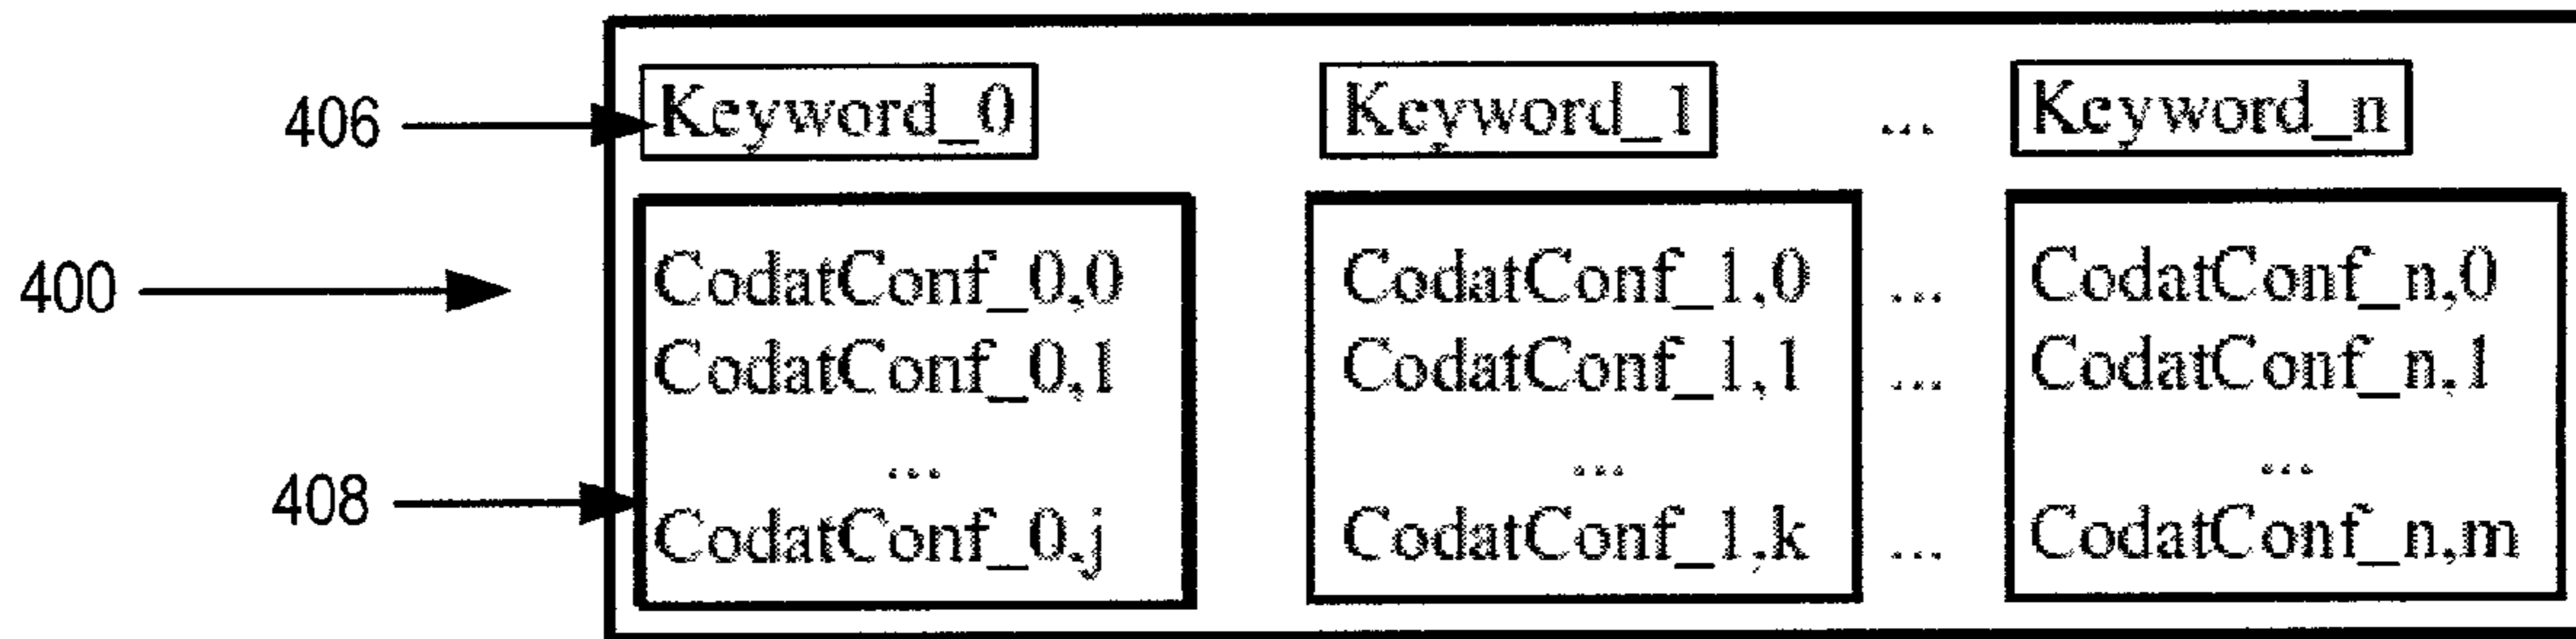 406 Keyword_0 Keyword_1 ... Keyword_n
400 CodatConf_0,0 CodatConf_1,0 ... CodatConf_n,0
CodatConf_0,1 CodatConf_1,1 ... CodatConf_n,1
... ... ...
408 CodatConf_0,j CodatConf_1,k ... CodatConf_n,m